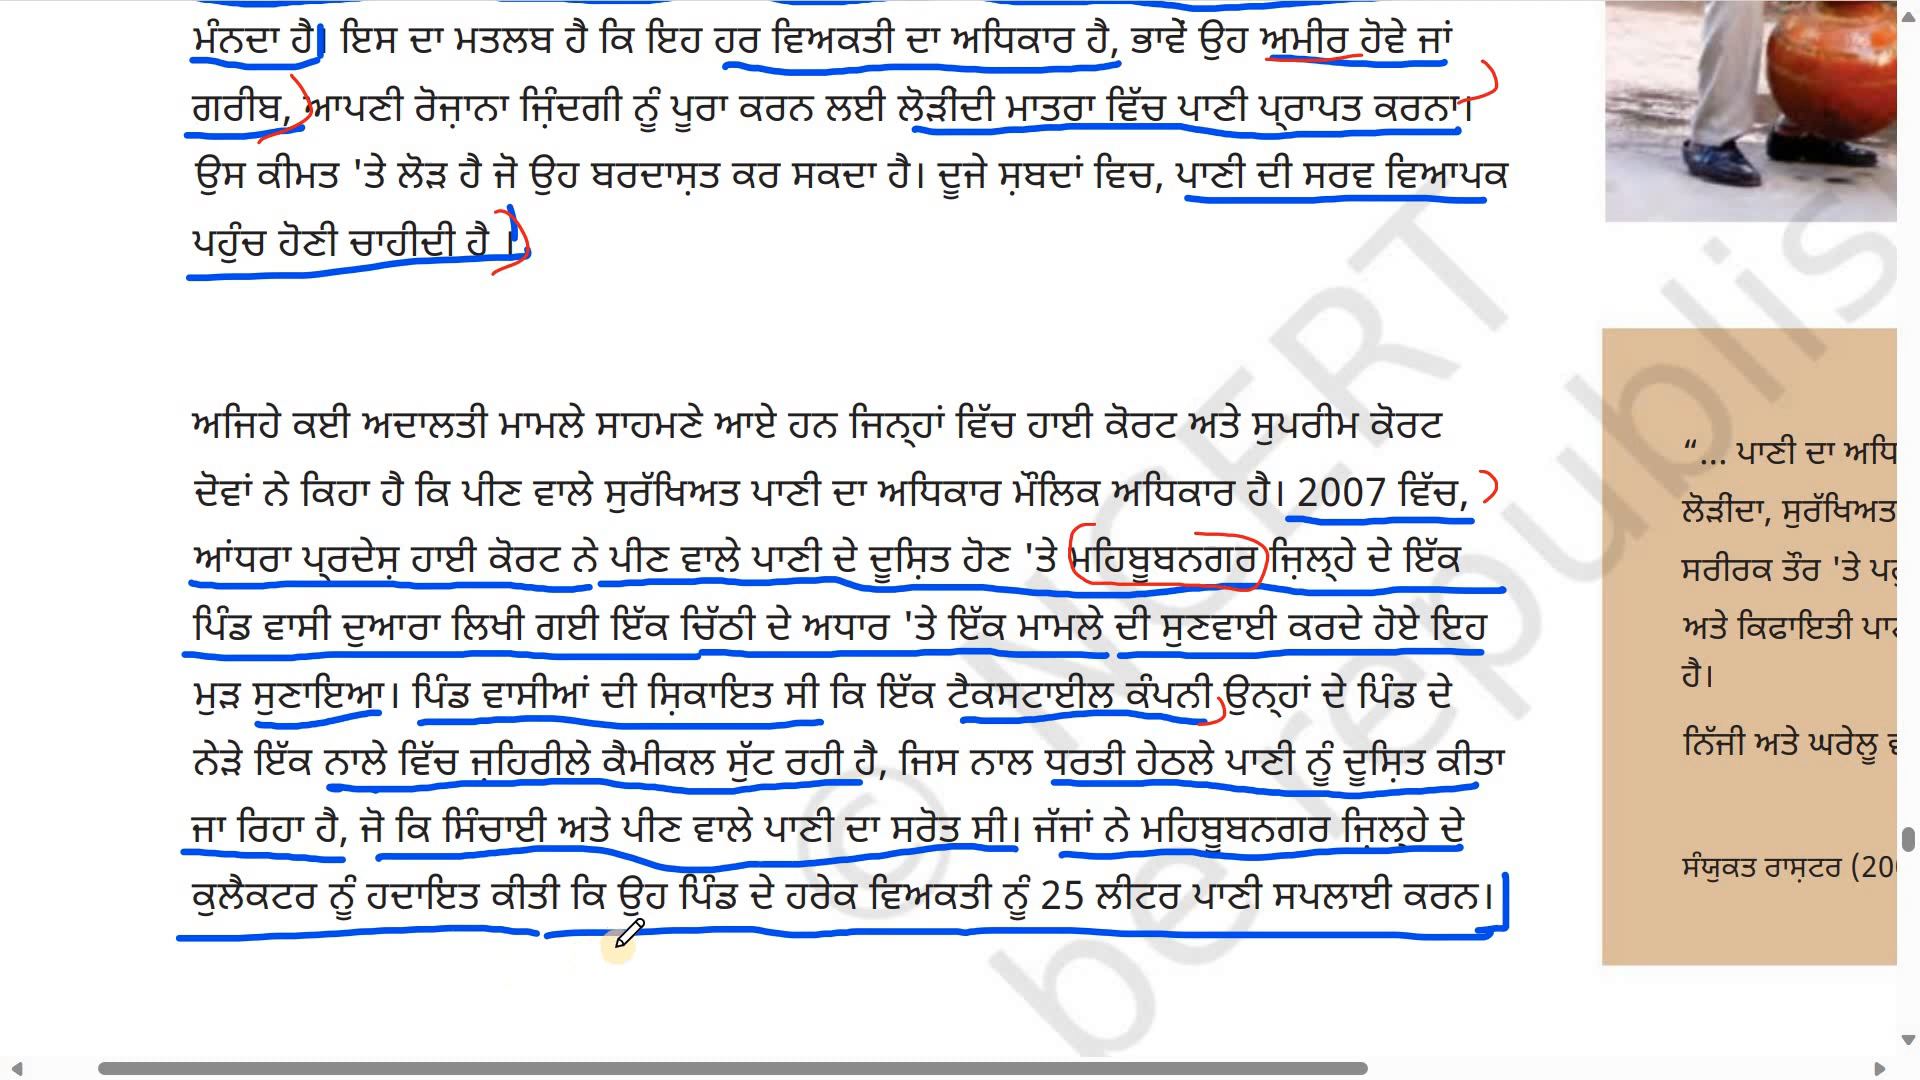 ਮੰਨਦਾ ਹੈ। ਇਸ ਦਾ ਮਤਲਬ ਹੈ ਕਿ ਇਹ ਹਰ ਵਿਅਕਤੀ ਦਾ ਅਧਿਕਾਰ ਹੈ, ਭਾਵੇਂ ਉਹ ਅਮੀਰ ਹੋਵੇ ਜਾਂ
ਗਰੀਬ, ਆਪਣੀ ਰੋਜ਼ਾਨਾ ਜ਼ਿੰਦਗੀ ਨੂੰ ਪੂਰਾ ਕਰਨ ਲਈ ਲੋੜੀਂਦੀ ਮਾਤਰਾ ਵਿੱਚ ਪਾਣੀ ਪ੍ਰਾਪਤ ਕਰਨਾ।
ਉਸ ਕੀਮਤ 'ਤੇ ਲੋੜ ਹੈ ਜੋ ਉਹ ਬਰਦਾਸ਼ਤ ਕਰ ਸਕਦਾ ਹੈ। ਦੂਜੇ ਸ਼ਬਦਾਂ ਵਿਚ, ਪਾਣੀ ਦੀ ਸਰਵ ਵਿਆਪਕ
ਪਹੁੰਚ ਹੋਣੀ ਚਾਹੀਦੀ ਹੈ ।
ਅਜਿਹੇ ਕਈ ਅਦਾਲਤੀ ਮਾਮਲੇ ਸਾਹਮਣੇ ਆਏ ਹਨ ਜਿਨ੍ਹਾਂ ਵਿੱਚ ਹਾਈ ਕੋਰਟ ਅਤੇ ਸੁਪਰੀਮ ਕੋਰਟ
ਦੋਵਾਂ ਨੇ ਕਿਹਾ ਹੈ ਕਿ ਪੀਣ ਵਾਲੇ ਸੁਰੱਖਿਅਤ ਪਾਣੀ ਦਾ ਅਧਿਕਾਰ ਮੌਲਿਕ ਅਧਿਕਾਰ ਹੈ। 2007 ਵਿੱਚ,
ਆਂਧਰਾ ਪ੍ਰਦੇਸ਼ ਹਾਈ ਕੋਰਟ ਨੇ ਪੀਣ ਵਾਲੇ ਪਾਣੀ ਦੇ ਦੂਸ਼ਿਤ ਹੋਣ 'ਤੇ ਮਹਿਬੂਬਨਗਰ ਜ਼ਿਲ੍ਹੇ ਦੇ ਇੱਕ
ਪਿੰਡ ਵਾਸੀ ਦੁਆਰਾ ਲਿਖੀ ਗਈ ਇੱਕ ਚਿੱਠੀ ਦੇ ਅਧਾਰ 'ਤੇ ਇੱਕ ਮਾਮਲੇ ਦੀ ਸੁਣਵਾਈ ਕਰਦੇ ਹੋਏ ਇਹ
ਮੁੜ ਸੁਣਾਇਆ। ਪਿੰਡ ਵਾਸੀਆਂ ਦੀ ਸ਼ਿਕਾਇਤ ਸੀ ਕਿ ਇੱਕ ਟੈਕਸਟਾਈਲ ਕੰਪਨੀ ਉਨ੍ਹਾਂ ਦੇ ਪਿੰਡ ਦੇ
ਨੇੜੇ ਇੱਕ ਨਾਲੇ ਵਿੱਚ ਜ਼ਹਿਰੀਲੇ ਕੈਮੀਕਲ ਸੁੱਟ ਰਹੀ ਹੈ, ਜਿਸ ਨਾਲ ਧਰਤੀ ਹੇਠਲੇ ਪਾਣੀ ਨੂੰ ਦੂਸ਼ਿਤ ਕੀਤਾ
ਜਾ ਰਿਹਾ ਹੈ, ਜੋ ਕਿ ਸਿੰਚਾਈ ਅਤੇ ਪੀਣ ਵਾਲੇ ਪਾਣੀ ਦਾ ਸਰੋਤ ਸੀ। ਜੱਜਾਂ ਨੇ ਮਹਿਬੂਬਨਗਰ ਜ਼ਿਲ੍ਹੇ ਦੇ
ਕੁਲੈਕਟਰ ਨੂੰ ਹਦਾਇਤ ਕੀਤੀ ਕਿ ਉਹ ਪਿੰਡ ਦੇ ਹਰੇਕ ਵਿਅਕਤੀ ਨੂੰ 25 ਲੀਟਰ ਪਾਣੀ ਸਪਲਾਈ ਕਰਨ।
“... ਪਾਣੀ ਦਾ
ਲੋੜੀਂਦਾ, ਸੁਰੱਖਿਅਤ
ਸਰੀਰਕ ਤੌਰ 'ਤੇ
ਅਤੇ ਕਿਫਾਇਤੀ
ਹੈ।
ਨਿੱਜੀ ਅਤੇ ਘਰੇਲੂ
ਸੰਯੁਕਤ ਰਾਸ਼ਟਰ (200
© NCERT
be republis